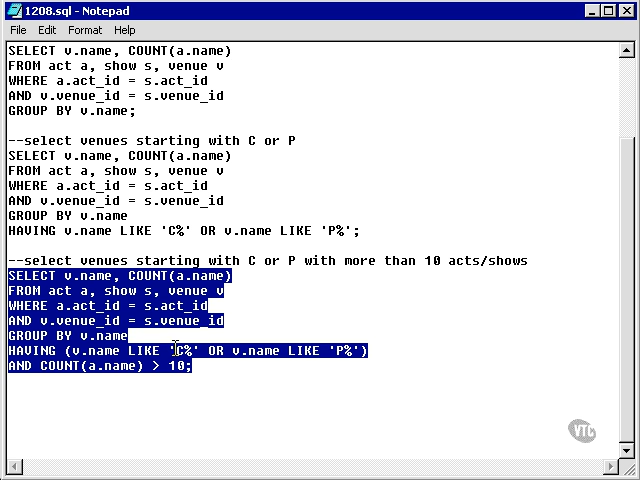 1208.sql - Notepad
File Edit Format Help
SELECT v.name, COUNT(a.name)
FROM act a, show s, venue v
WHERE a.act_id = s.act_id
AND v.venue_id = s.venue_id
GROUP BY v.name;
--select venues starting with C or P
SELECT v.name, COUNT(a.name)
FROM act a, show s, venue v
WHERE a.act_id = s.act_id
AND v.venue_id = s.venue_id
GROUP BY v.name
HAVING v.name LIKE 'C%' OR v.name LIKE 'P%';
--select venues starting with C or P with more than 10 acts/shows
SELECT v.name, COUNT(a.name)
FROM act a, show s, venue v
WHERE a.act_id = s.act_id
AND v.venue_id = s.venue_id
GROUP BY v.name
HAVING (v.name LIKE 'C%' OR v.name LIKE 'P%')
AND COUNT(a.name) > 10;
VTC